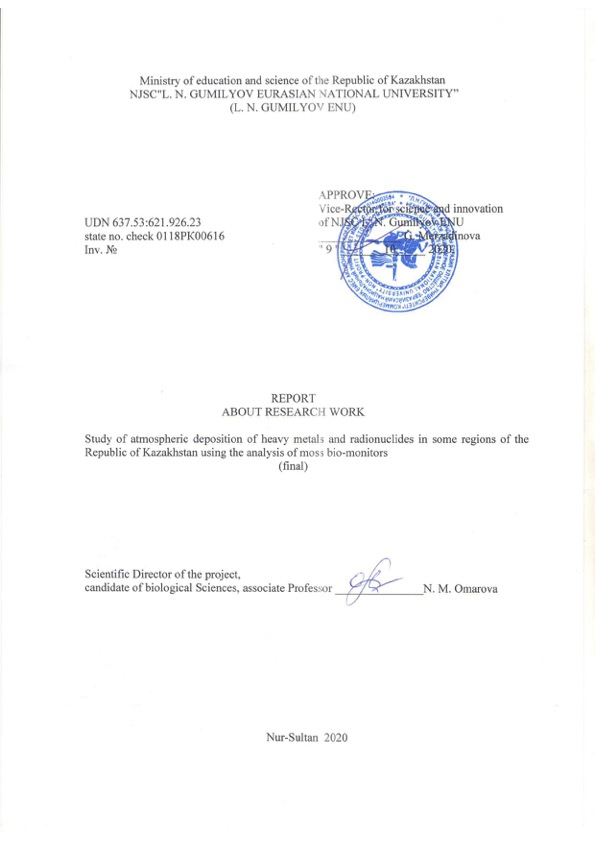 Ministry of education and science of the Republic of Kazakhstan
NJSC"L. N. GUMILYOV EURASIAN NATIONAL UNIVERSITY"
(L. N. GUMILYOV ENU)
APPROVE:
Vice-Rector for science and innovation
of NJSC"L. N. Gumilyov ENU
G. Merzadinova
" 9 " 10 2020
UDN 637.53:621.926.23
state no. check 0118PK00616
Inv. №
REPORT
ABOUT RESEARCH WORK
Study of atmospheric deposition of heavy metals and radionuclides in some regions of the
Republic of Kazakhstan using the analysis of moss bio-monitors
(final)
Scientific Director of the project,
candidate of biological Sciences, associate Professor N. M. Omarova
Nur-Sultan 2020